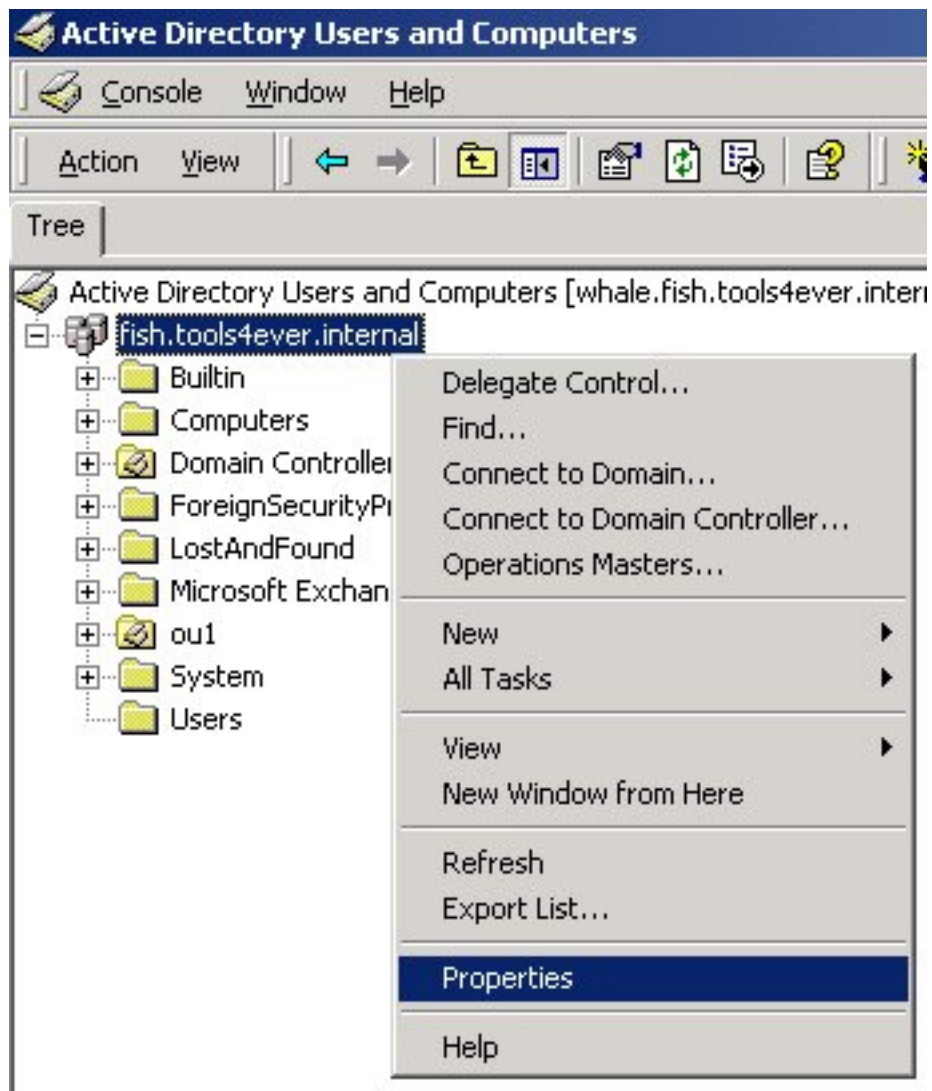 Active Directory Users and Computers
Console Window Help
Action View
Tree
Active Directory Users and Computers [whale.fish.tools4ever.inter
fish.tools4ever.internal
Builtin
Computers
Domain Controller
ForeignSecurityP
LostAndFound
Microsoft Exchan
ou1
System
Users
Delegate Control...
Find...
Connect to Domain...
Connect to Domain Controller...
Operations Masters...
New
All Tasks
View
New Window from Here
Refresh
Export List...
Properties
Help